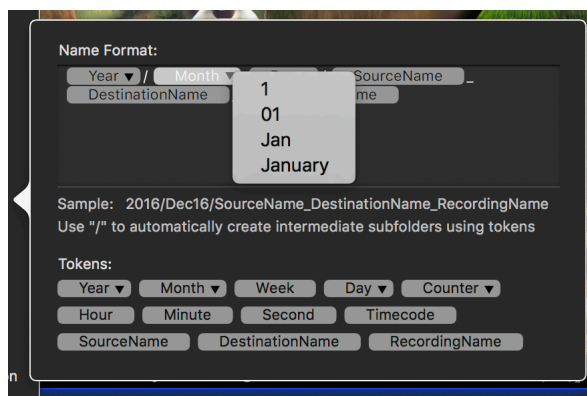 Name Format:
Year ▼ / Month ▼ / SourceName _
DestinationName me
1
01
Jan
January
Sample: 2016/Dec16/SourceName_DestinationName_RecordingName
Use "/" to automatically create intermediate subfolders using tokens
Tokens:
Year ▼ Month ▼ Week Day ▼ Counter ▼
Hour Minute Second Timecode
SourceName DestinationName RecordingName
on